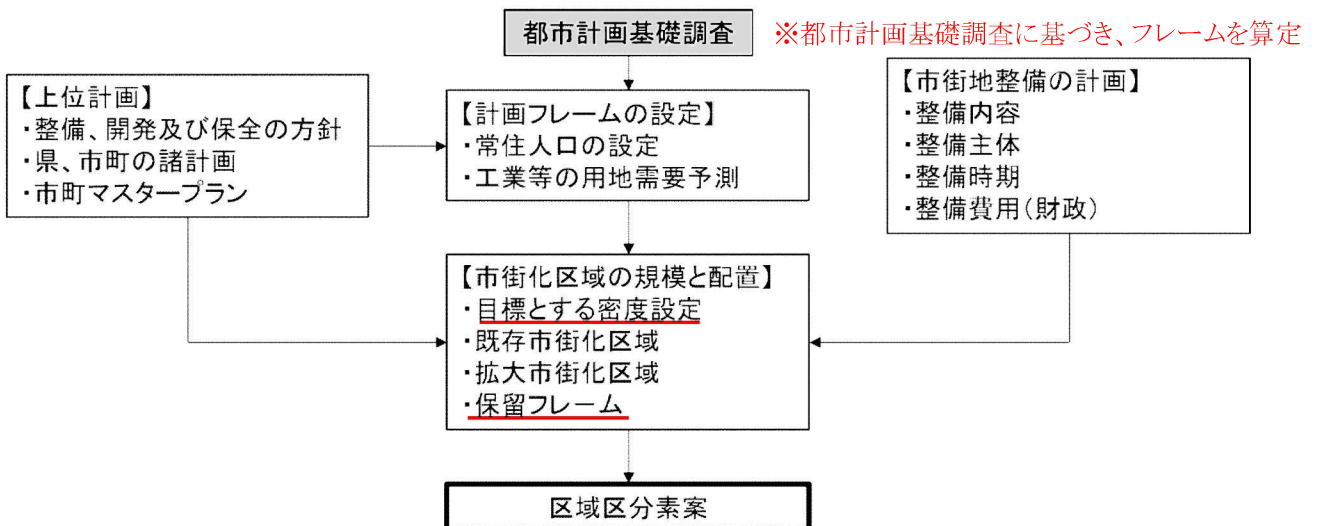 都市計画基礎調査
※都市計画基礎調査に基づき、フレームを算定
【上位計画】
・整備、開発及び保全の方針
・県、市町の諸計画
・市町マスタープラン
【計画フレームの設定】
・常住人口の設定
・工業等の用地需要予測
【市街地整備の計画】
・整備内容
・整備主体
・整備時期
・整備費用(財政)
【市街化区域の規模と配置】
・目標とする密度設定
・既存市街化区域
・拡大市街化区域
・保留フレーム
区域区分素案